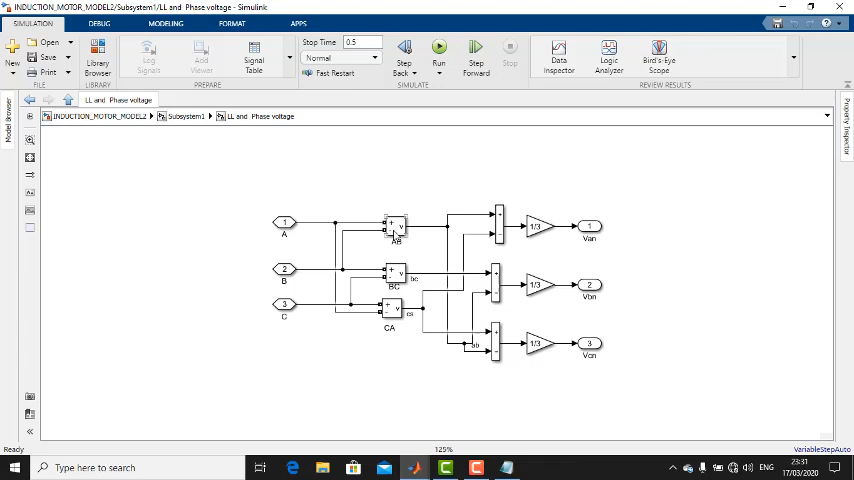 INDUCTION_MOTOR_MODEL2/Subsystem1/LL and Phase voltage - Simulink
SIMULATION DEBUG MODELING FORMAT APPS
New
Open
Save
Print
FILE
Library
Browser
LIBRARY
Log
Signals
Add
Viewer
Signal
Table
PREPARE
Stop Time 0.5
Normal
Fast Restart
Step
Back
Run
Step
Forward
Stop
SIMULATE
Data
Inspector
Logic
Analyzer
Bird's-Eye
Scope
REVIEW RESULTS
LL and Phase voltage
INDUCTION_MOTOR_MODEL2 Subsystem1 LL and Phase voltage
Model Browser
Property Inspector
1
A
+
-
v
AB
+
-
1/3
1
Van
2
B
+
-
v
BC
bc
+
-
1/3
2
Vbn
3
C
+
-
v
CA
cs
+
-
ab
1/3
3
Vcn
Ready 125% VariableStepAuto
Type here to search
ENG
23:31
17/03/2020